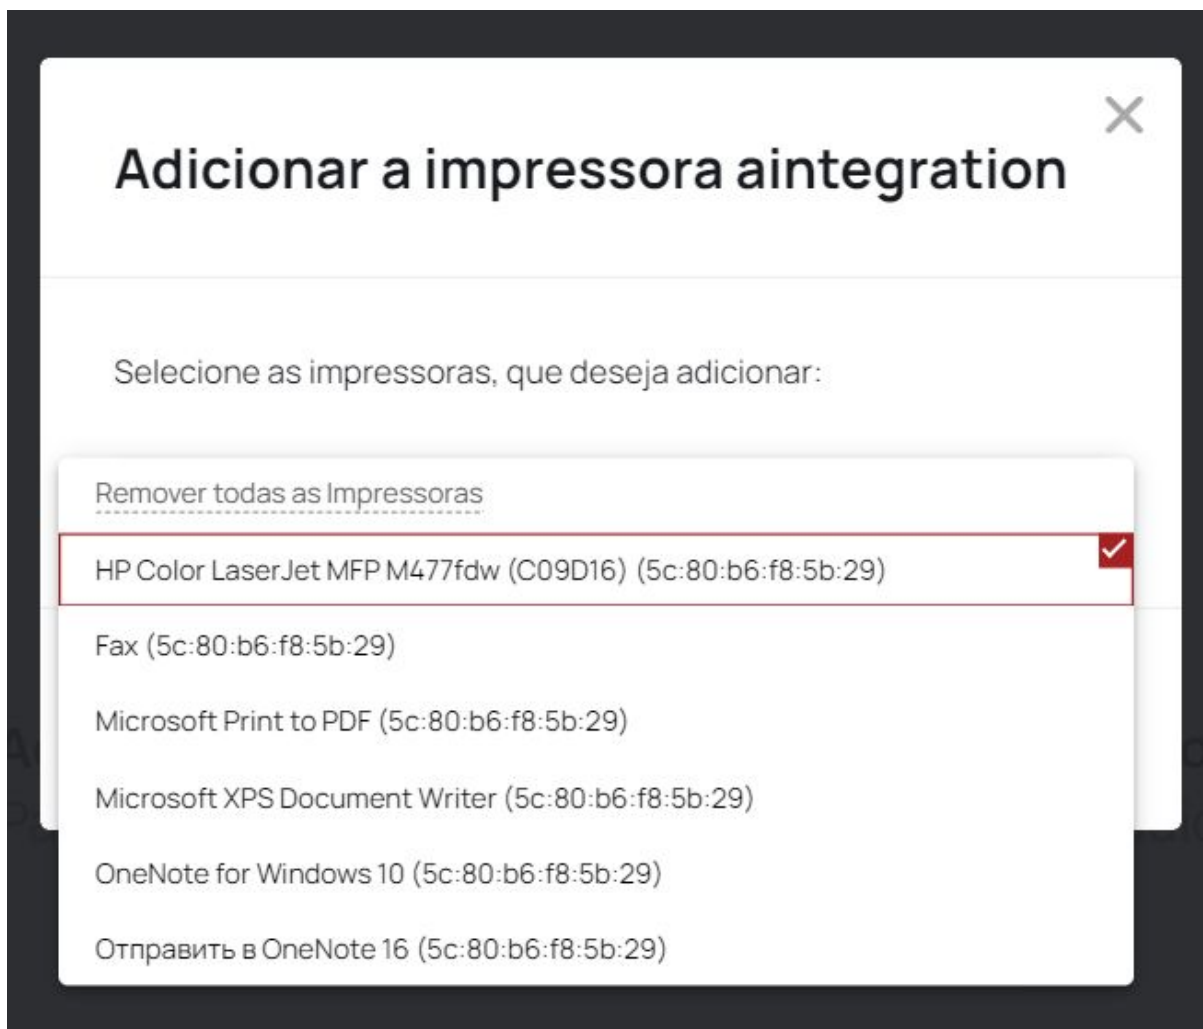 Adicionar a impressora aintegration
Selecione as impressoras, que deseja adicionar:
Remover todas as Impressoras
HP Color LaserJet MFP M477fdw (C09D16) (5c:80:b6:f8:5b:29)
Fax (5c:80:b6:f8:5b:29)
Microsoft Print to PDF (5c:80:b6:f8:5b:29)
Microsoft XPS Document Writer (5c:80:b6:f8:5b:29)
OneNote for Windows 10 (5c:80:b6:f8:5b:29)
Отправить в OneNote 16 (5c:80:b6:f8:5b:29)